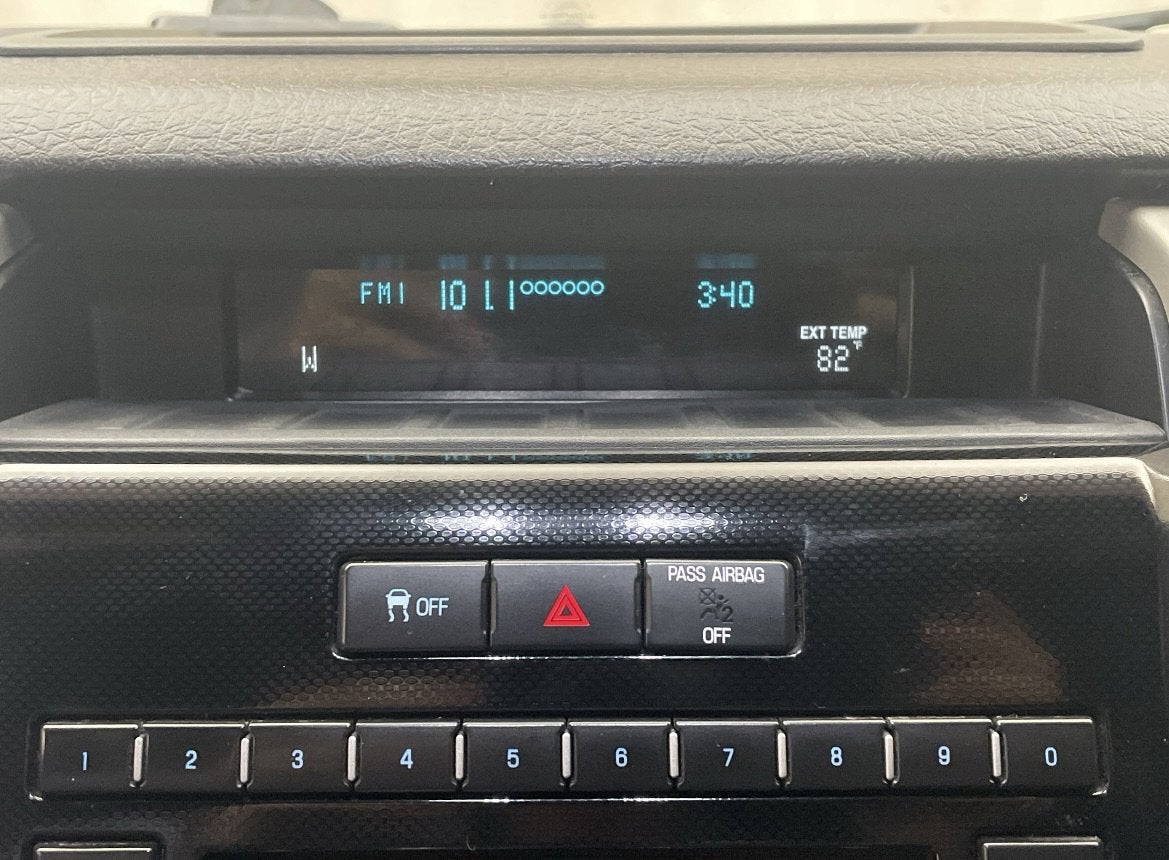 FM1 101.1°°°°°° 3:40
EXT TEMP
W 82°F
OFF
PASS AIRBAG
2
OFF
1 2 3 4 5 6 7 8 9 0